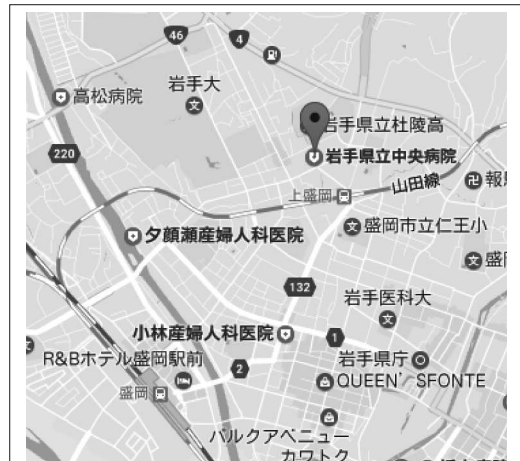 46
4
岩手大
高松病院
岩手県立杜陵高
220
岩手県立中央病院
山田線
上盛岡
盛岡市立仁王小
夕顔瀬産婦人科医院
132
岩手医科大
小林産婦人科医院
1
岩手県庁
R&Bホテル盛岡駅前
2
QUEEN' SFONTE
盛岡
パルクアベニュー
カワトク